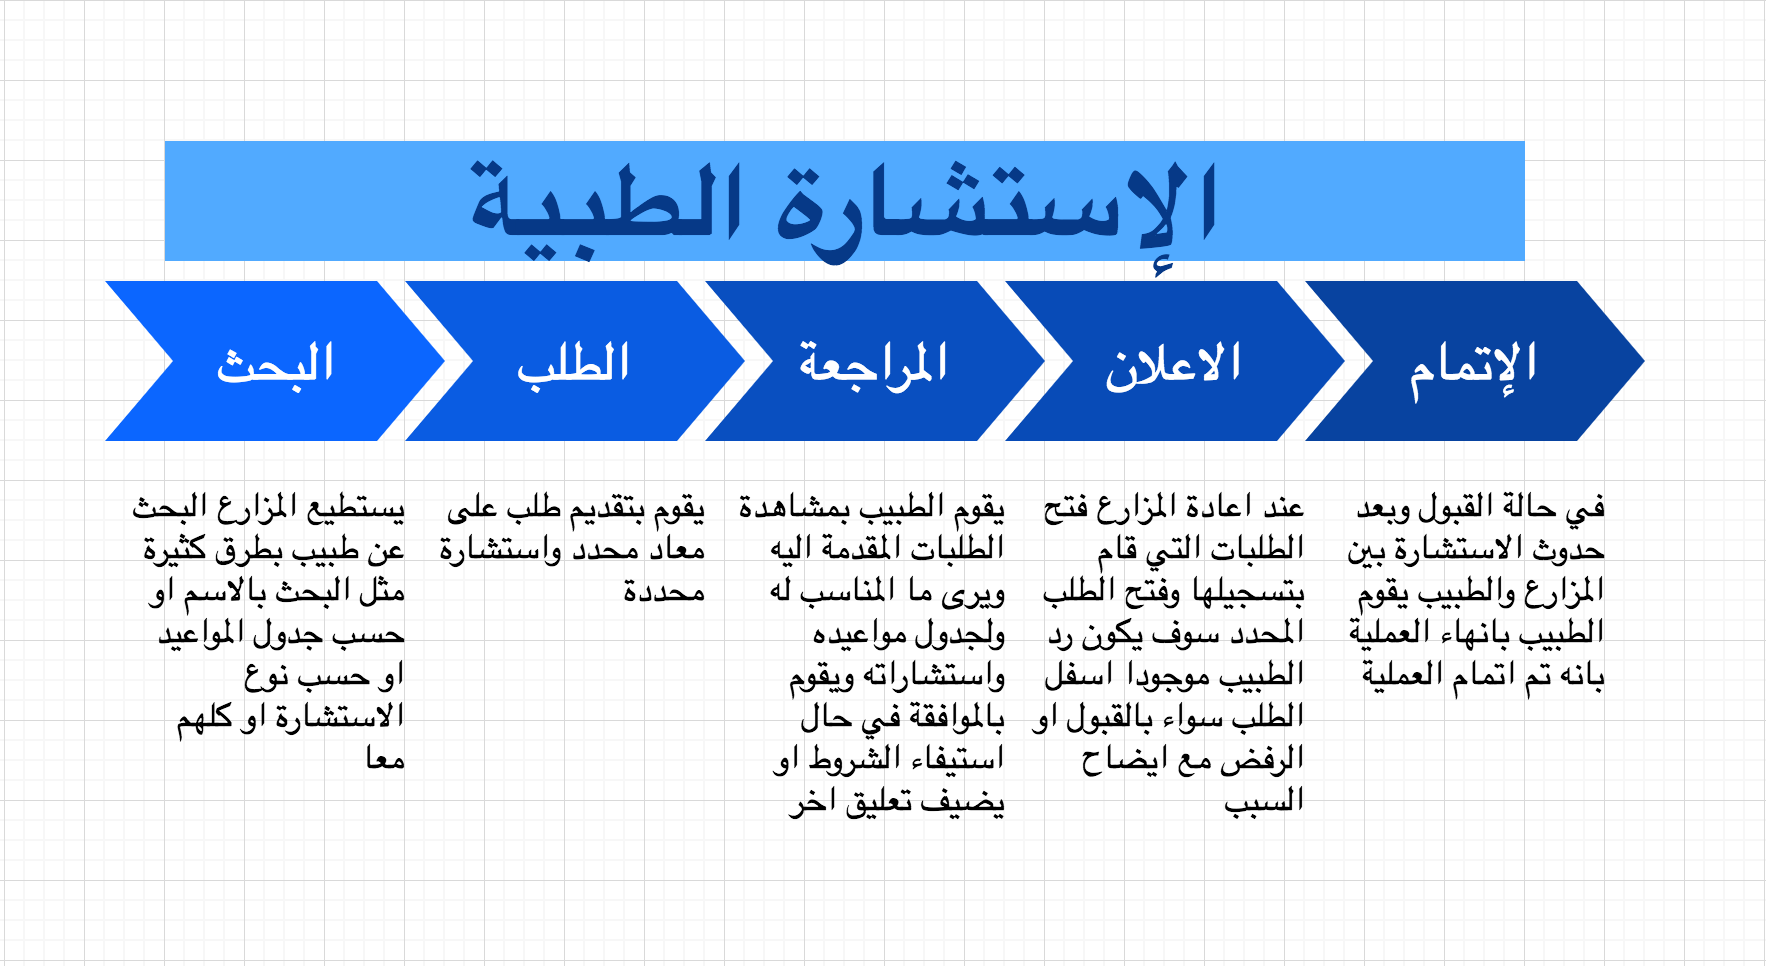 الإستشارة الطبية
البحث
الطلب
المراجعة
الاعلان
الإتمام
يستطيع المزارع البحث
عن طبيب بطرق كثيرة
مثل البحث بالاسم او
حسب جدول المواعيد
او حسب نوع
الاستشارة او كلهم
معا
يقوم بتقديم طلب على
معاد محدد واستشارة
محددة
يقوم الطبيب بمشاهدة
الطلبات المقدمة اليه
ويرى ما المناسب له
ولجدول مواعيده
واستشاراته ويقوم
بالموافقة في حال
استيفاء الشروط او
يضيف تعليق اخر
عند اعادة المزارع فتح
الطلبات التي قام
بتسجيلها وفتح الطلب
المحدد سوف يكون رد
الطبيب موجودا اسفل
الطلب سواء بالقبول او
الرفض مع ايضاح
السبب
في حالة القبول وبعد
حدوث الاستشارة بين
المزارع والطبيب يقوم
الطبيب بانهاء العملية
بانه تم اتمام العملية